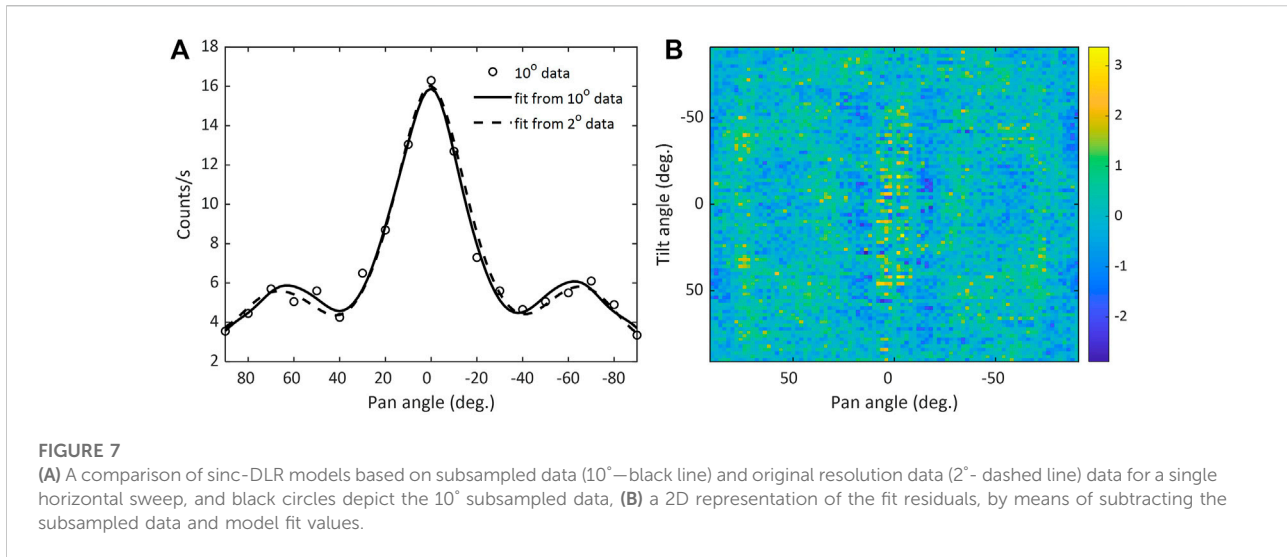 A
18
16
14
12
10
8
6
4
2
Counts/s
10° data
fit from 10° data
fit from 2° data
80 60 40 20 0 -20 -40 -60 -80
Pan angle (deg.)
B
-50
0
50
Tilt angle (deg.)
50 0 -50
Pan angle (deg.)
3
2
1
0
-1
-2
FIGURE 7
(A) A comparison of sinc-DLR models based on subsampled data (10°—black line) and original resolution data (2°- dashed line) data for a single
horizontal sweep, and black circles depict the 10° subsampled data, (B) a 2D representation of the fit residuals, by means of subtracting the
subsampled data and model fit values.